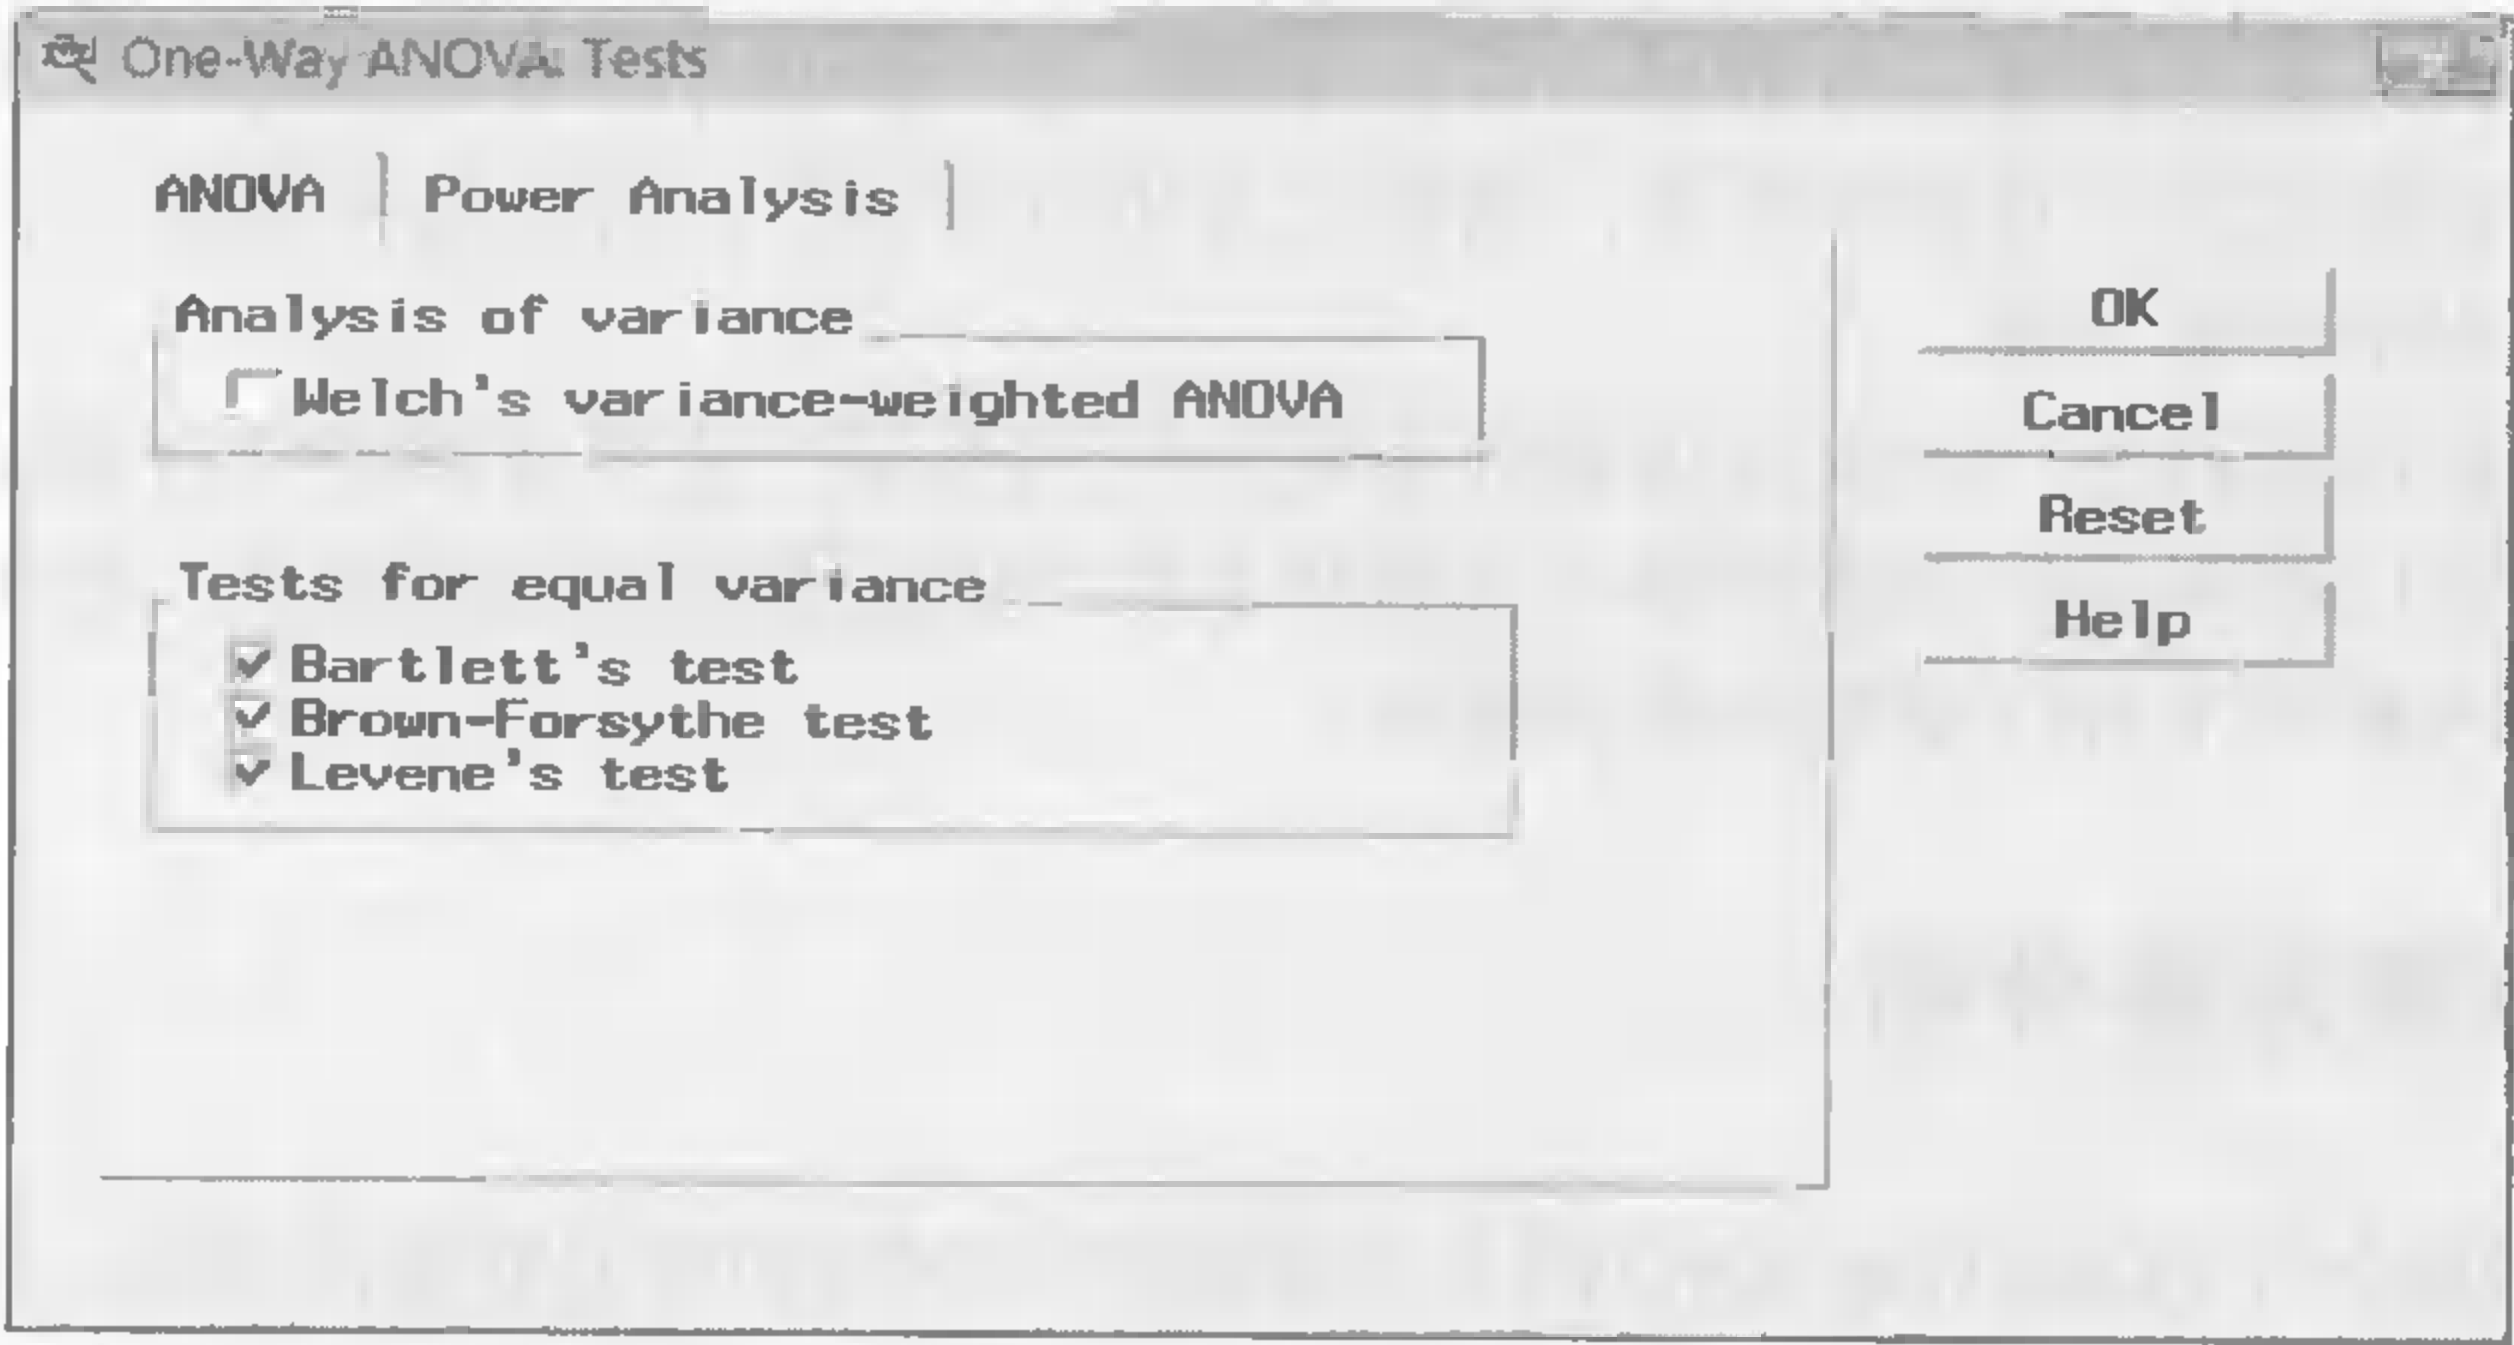 One-Way ANOVA: Tests
ANOVA
Power Analysis
Analysis of variance
Welch's variance-weighted ANOVA
Tests for equal variance
Bartlett's test
Brown-Forsythe test
Levene's test
OK
Cancel
Reset
Help